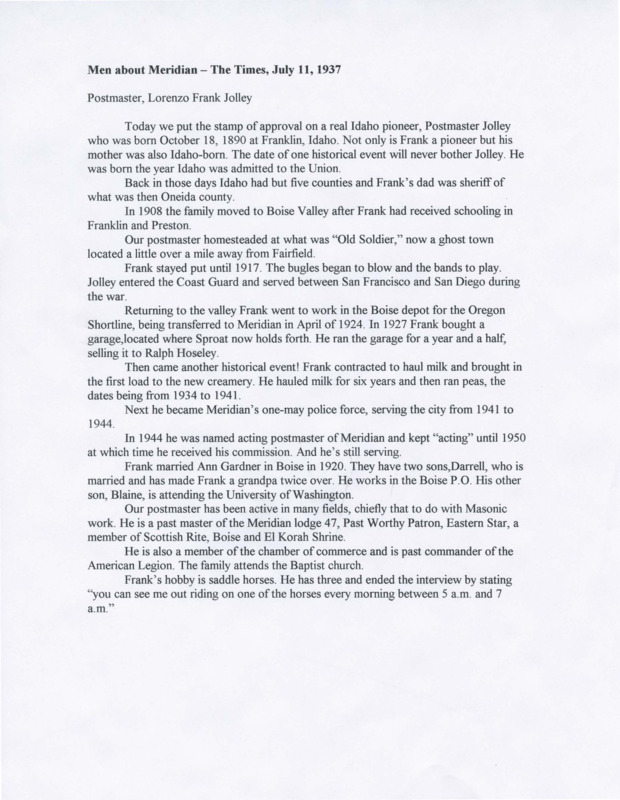 Men about Meridian – The Times, July 11, 1937
Postmaster, Lorenzo Frank Jolley
Today we put the stamp of approval on a real Idaho pioneer, Postmaster Jolley
who was born October 18, 1890 at Franklin, Idaho. Not only is Frank a pioneer but his
mother was also Idaho-born. The date of one historical event will never bother Jolley. He
was born the year Idaho was admitted to the Union.
Back in those days Idaho had but five counties and Frank's dad was sheriff of
what was then Oneida county.
In 1908 the family moved to Boise Valley after Frank had received schooling in
Franklin and Preston.
Our postmaster homesteaded at what was “Old Soldier,” now a ghost town
located a little over a mile away from Fairfield.
Frank stayed put until 1917. The bugles began to blow and the bands to play.
Jolley entered the Coast Guard and served between San Francisco and San Diego during
the war.
Returning to the valley Frank went to work in the Boise depot for the Oregon
Shortline, being transferred to Meridian in April of 1924. In 1927 Frank bought a
garage,located where Sproat now holds forth. He ran the garage for a year and a half,
selling it to Ralph Hoseley.
Then came another historical event! Frank contracted to haul milk and brought in
the first load to the new creamery. He hauled milk for six years and then ran peas, the
dates being from 1934 to 1941.
Next he became Meridian's one-may police force, serving the city from 1941 to
1944.
In 1944 he was named acting postmaster of Meridian and kept “acting” until 1950
at which time he received his commission. And he's still serving.
Frank married Ann Gardner in Boise in 1920. They have two sons,Darrell, who is
married and has made Frank a grandpa twice over. He works in the Boise P.O. His other
son, Blaine, is attending the University of Washington.
Our postmaster has been active in many fields, chiefly that to do with Masonic
work. He is a past master of the Meridian lodge 47, Past Worthy Patron, Eastern Star, a
member of Scottish Rite, Boise and El Korah Shrine.
He is also a member of the chamber of commerce and is past commander of the
American Legion. The family attends the Baptist church.
Frank's hobby is saddle horses. He has three and ended the interview by stating
“you can see me out riding on one of the horses every morning between 5 a.m. and 7
a.m.”